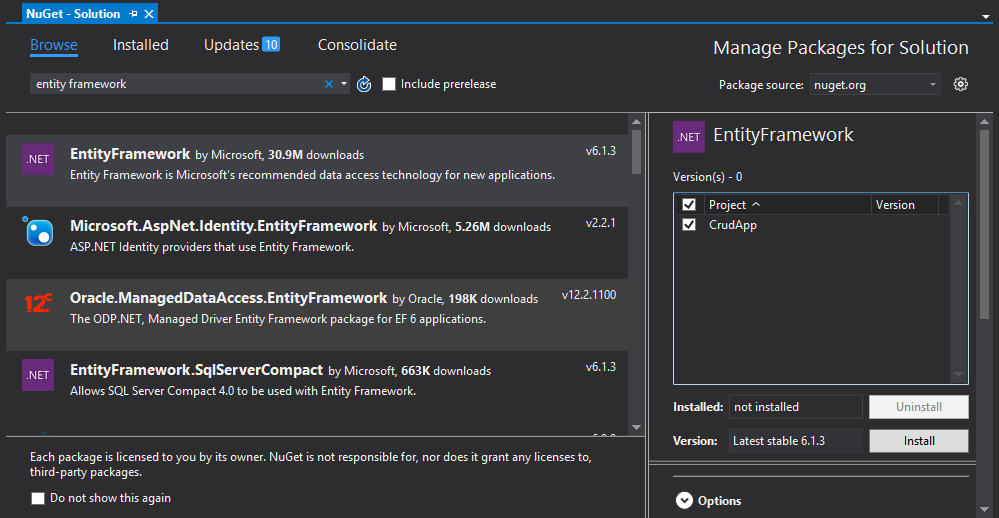 NuGet - Solution
Browse Installed Updates 10 Consolidate
Manage Packages for Solution
entity framework
Include prerelease
Package source: nuget.org
.NET
EntityFramework by Microsoft, 30.9M downloads
v6.1.3
Entity Framework is Microsoft's recommended data access technology for new applications.
Microsoft.AspNet.Identity.EntityFramework by Microsoft, 5.26M downloads
v2.2.1
ASP.NET Identity providers that use Entity Framework.
12c
Oracle.ManagedDataAccess.EntityFramework by Oracle, 198K downloads
v12.2.1100
The ODP.NET, Managed Driver Entity Framework package for EF 6 applications.
.NET
EntityFramework.SqlServerCompact by Microsoft, 663K downloads
v6.1.3
Allows SQL Server Compact 4.0 to be used with Entity Framework.
Each package is licensed to you by its owner. NuGet is not responsible for, nor does it grant any licenses to,
third-party packages.
Do not show this again
.NET
EntityFramework
Version(s) - 0
Project Version
CrudApp
Installed: not installed Uninstall
Version: Latest stable 6.1.3 Install
Options